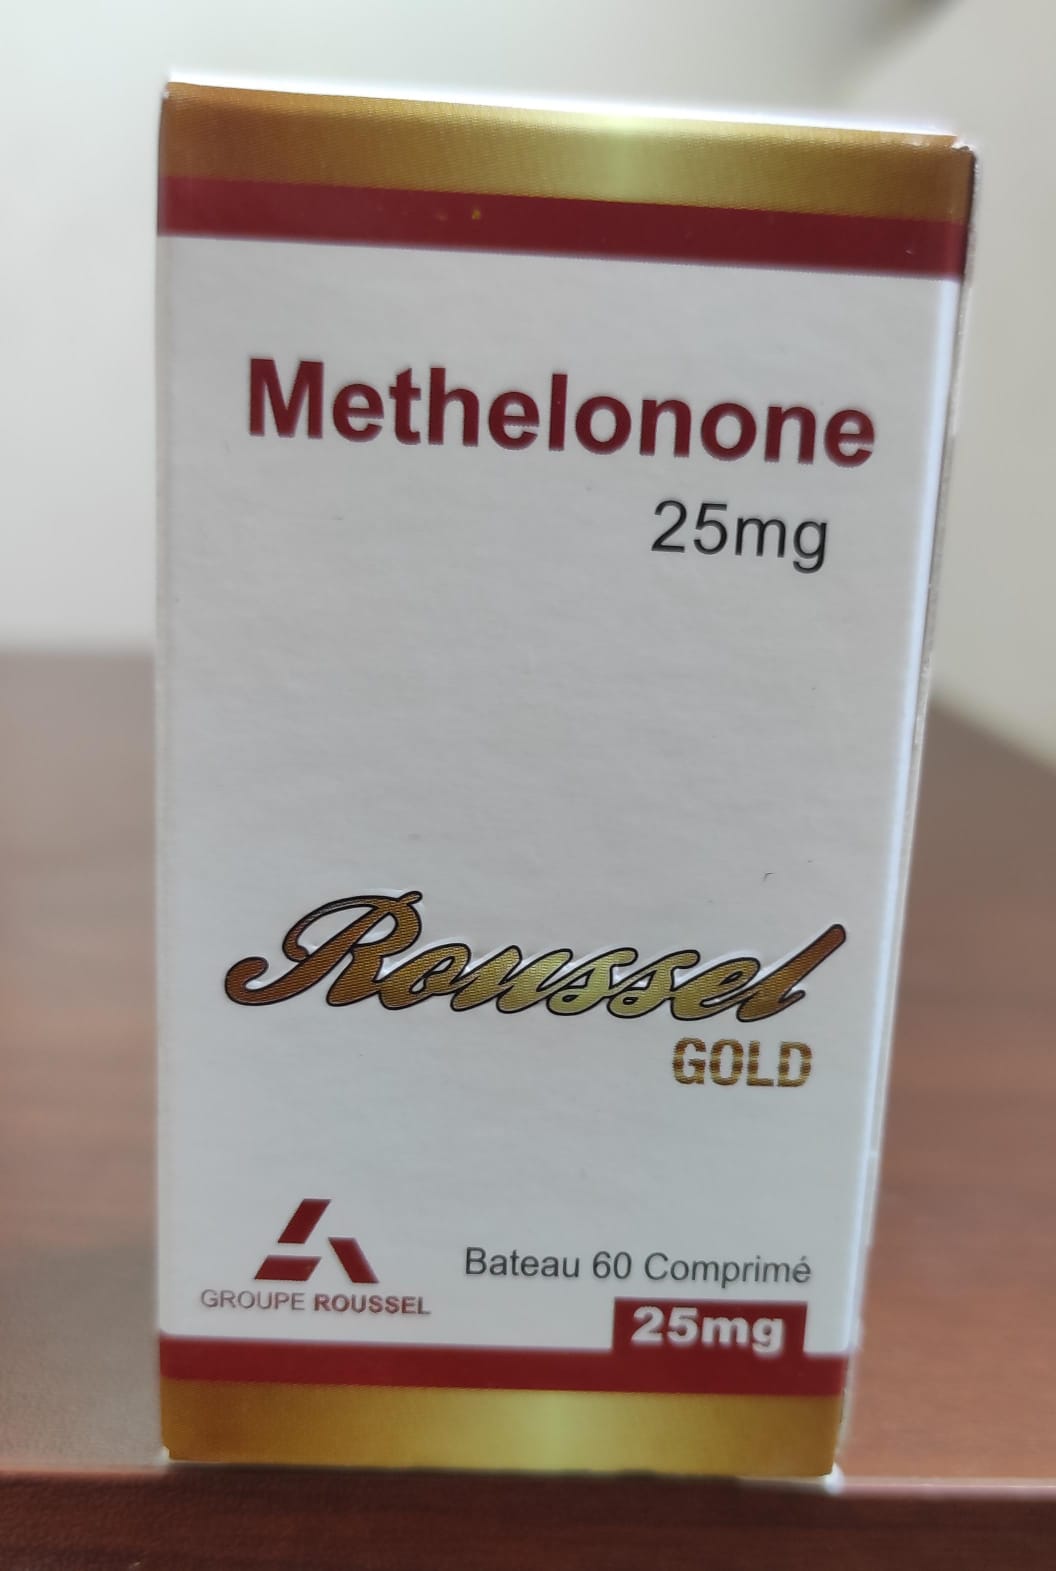 Methelonone
25mg
Roussel
GOLD
GROUPE ROUSSEL
Bateau 60 Comprimé
25mg